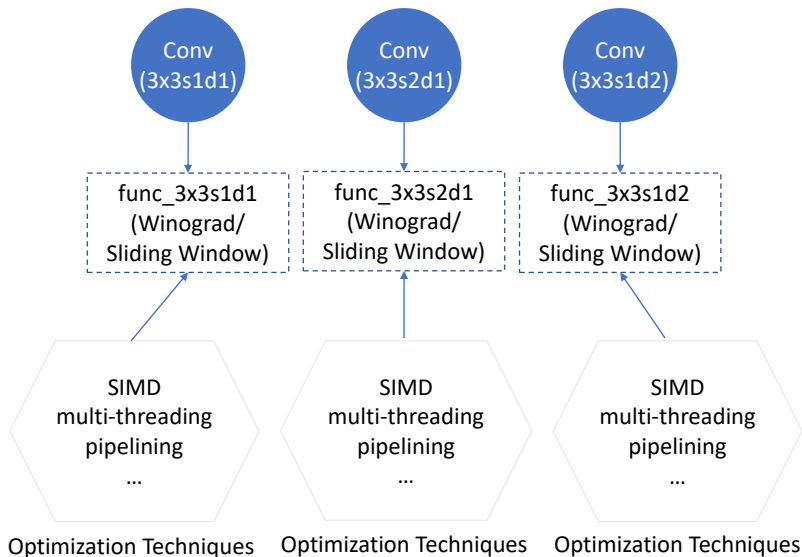 Conv
(3x3s1d1)
Conv
(3x3s2d1)
Conv
(3x3s1d2)
func_3x3s1d1
(Winograd/
Sliding Window)
func_3x3s2d1
(Winograd/
Sliding Window)
func_3x3s1d2
(Winograd/
Sliding Window)
SIMD
multi-threading
pipelining
...
SIMD
multi-threading
pipelining
...
SIMD
multi-threading
pipelining
...
Optimization Techniques
Optimization Techniques
Optimization Techniques